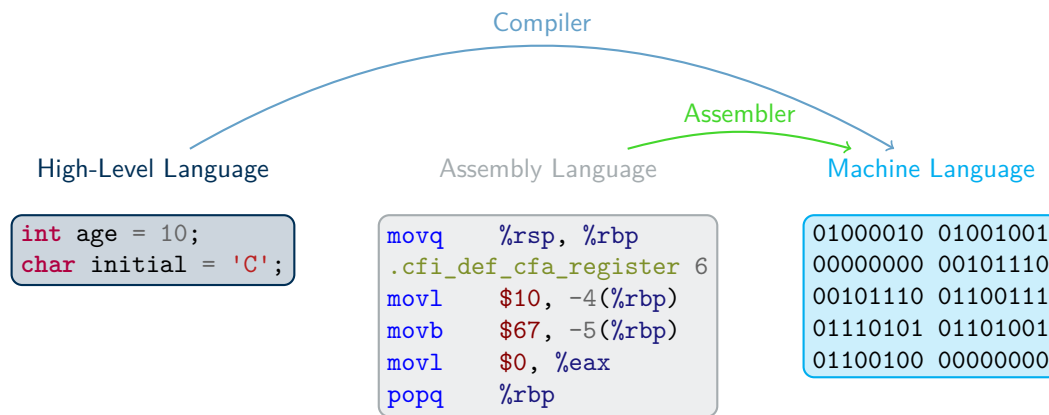 Compiler
Assembler
High-Level Language
int age = 10;
char initial = 'C';
Assembly Language
movq %rsp, %rbp
.cfi_def_cfa_register 6
movl $10, -4(%rbp)
movb $67, -5(%rbp)
movl $0, %eax
popq %rbp
Machine Language
01000010 01001001
00000000 00101110
00101110 01100111
01110101 01101001
01100100 00000000